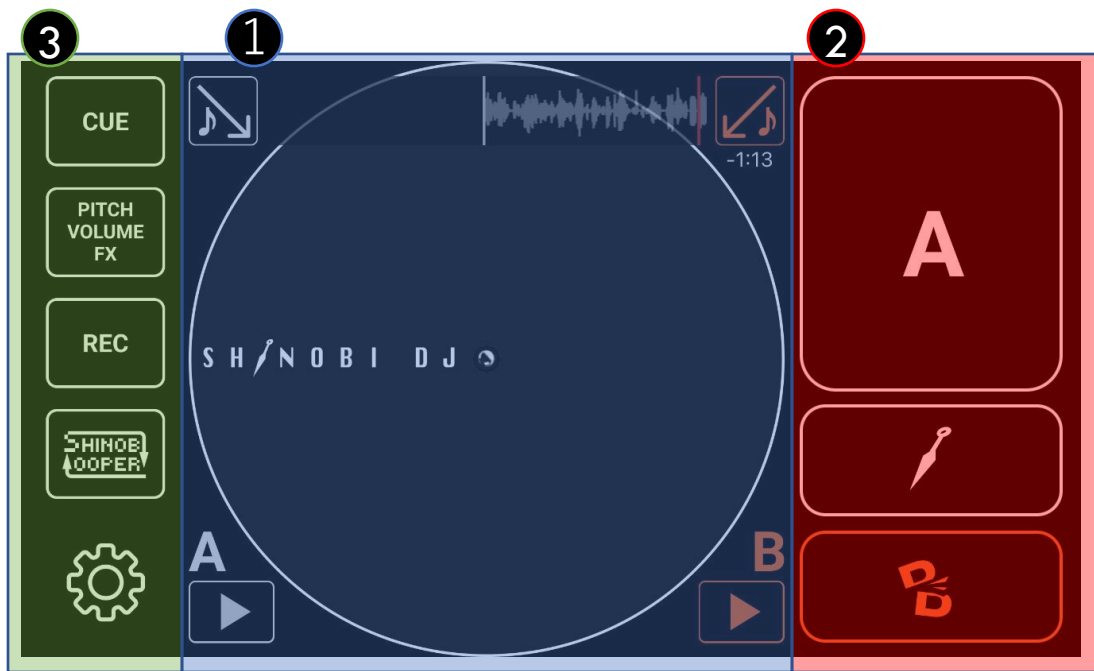 3
1
2
CUE
PITCH
VOLUME
FX
REC
SHINOBI
LOOPER
-1:13
SHINOBI DJ
A
B
A
B